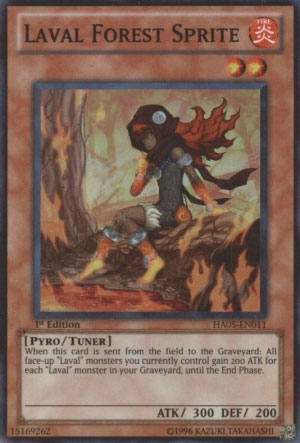 LAVAL FOREST SPRITE
FIRE
炎
1st Edition
HA05-EN011
[PYRO/TUNER]
When this card is sent from the field to the Graveyard: All
face-up "Laval" monsters you currently control gain 200 ATK for
each "Laval" monster in your Graveyard, until the End Phase.
ATK/ 300 DEF/ 200
15169262
©1996 KAZUKI TAKAHASHI